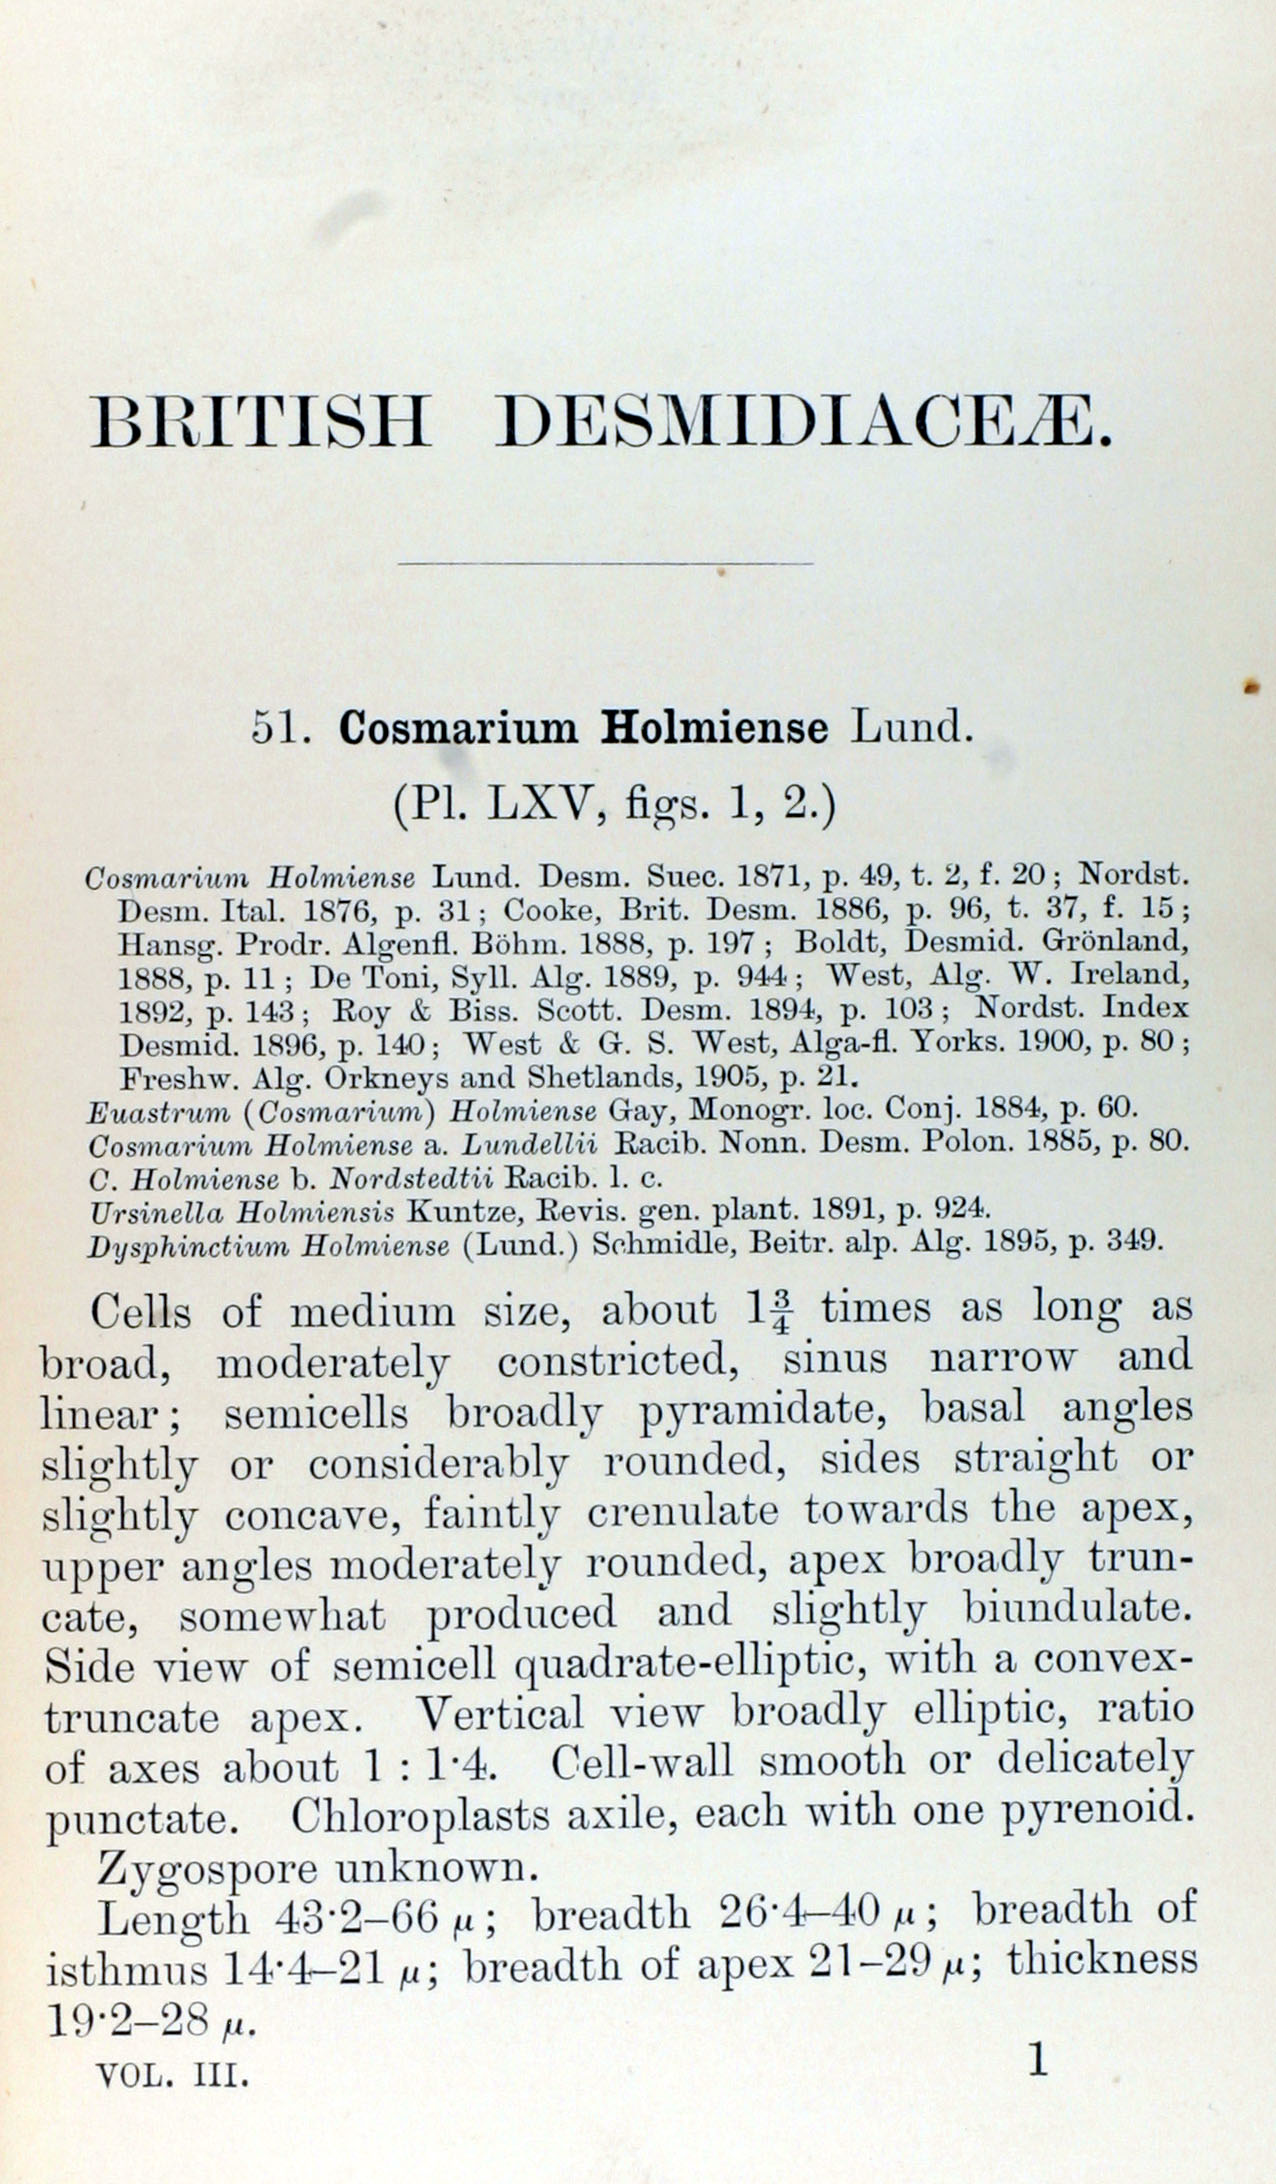 BRITISH DESMIDIACEÆ.
51. Cosmarium Holmiense Lund.
(Pl. LXV, figs. 1, 2.)
Cosmarium Holmiense Lund. Desm. Suec. 1871, p. 49, t. 2, f. 20; Nordst.
Desm. Ital. 1876, p. 31; Cooke, Brit. Desm. 1886, p. 96, t. 37, f. 15;
Hansg. Prodr. Algenfl. Böhm. 1888, p. 197; Boldt, Desmid. Grönland,
1888, p. 11; De Toni, Syll. Alg. 1889, p. 944; West, Alg. W. Ireland,
1892, p. 143; Roy & Biss. Scott. Desm. 1894, p. 103; Nordst. Index
Desmid. 1896, p. 140; West & G. S. West, Alga-fl. Yorks. 1900, p. 80;
Freshw. Alg. Orkneys and Shetlands, 1905, p. 21.
Euastrum (Cosmarium) Holmiense Gay, Monogr. loc. Conj. 1884, p. 60.
Cosmarium Holmiense a. Lundellii Racib. Nonn. Desm. Polon. 1885, p. 80.
C. Holmiense b. Nordstedtii Racib. l. c.
Ursinella Holmiensis Kuntze, Revis. gen. plant. 1891, p. 924.
Dysphinctium Holmiense (Lund.) Schmidle, Beitr. alp. Alg. 1895, p. 349.
Cells of medium size, about 1¾ times as long as
broad, moderately constricted, sinus narrow and
linear; semicells broadly pyramidate, basal angles
slightly or considerably rounded, sides straight or
slightly concave, faintly crenulate towards the apex,
upper angles moderately rounded, apex broadly trun-
cate, somewhat produced and slightly biundulate.
Side view of semicell quadrate-elliptic, with a convex-
truncate apex. Vertical view broadly elliptic, ratio
of axes about 1 : 1·4. Cell-wall smooth or delicately
punctate. Chloroplasts axile, each with one pyrenoid.
Zygospore unknown.
Length 43·2–66 μ; breadth 26·4–40 μ; breadth of
isthmus 14·4–21 μ; breadth of apex 21–29 μ; thickness
19·2–28 μ.
VOL. III. 1